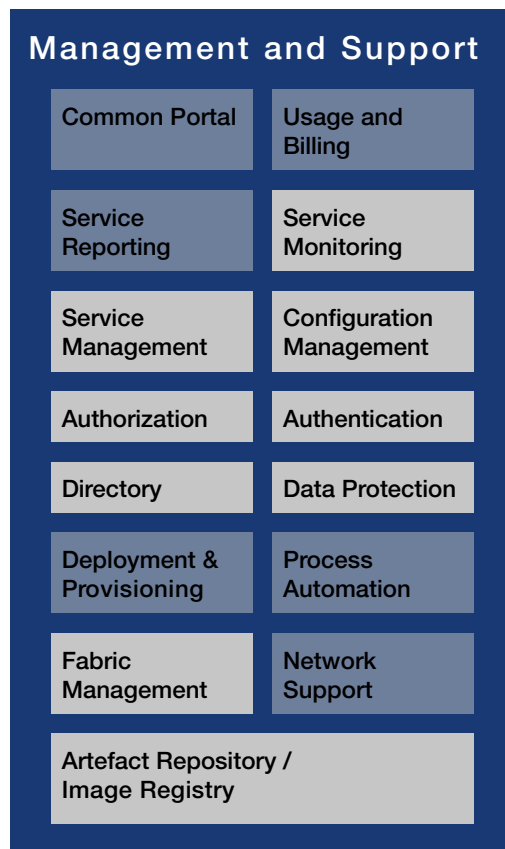 Management and Support
Common Portal
Usage and
Billing
Service
Reporting
Service
Monitoring
Service
Management
Configuration
Management
Authorization
Authentication
Directory
Data Protection
Deployment &
Provisioning
Process
Automation
Fabric
Management
Network
Support
Artefact Repository /
Image Registry